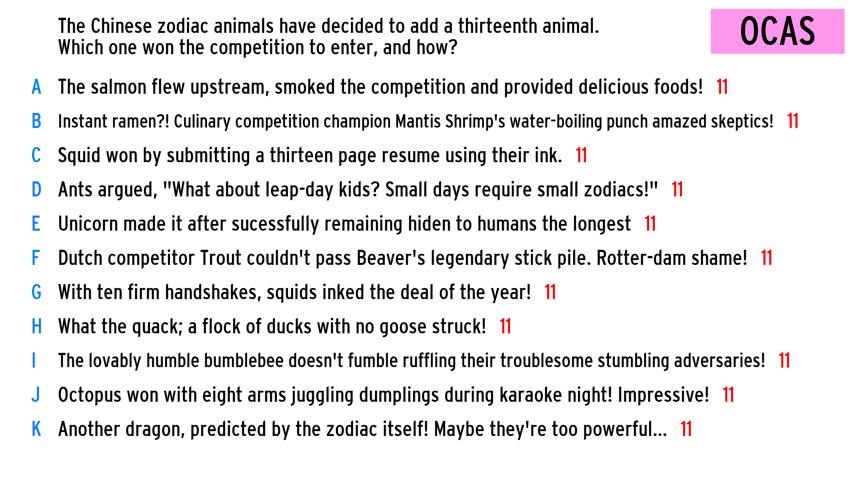 The Chinese zodiac animals have decided to add a thirteenth animal.
Which one won the competition to enter, and how?
OCAS
A The salmon flew upstream, smoked the competition and provided delicious foods! 11
B Instant ramen?! Culinary competition champion Mantis Shrimp's water-boiling punch amazed skeptics! 11
C Squid won by submitting a thirteen page resume using their ink. 11
D Ants argued, "What about leap-day kids? Small days require small zodiacs!" 11
E Unicorn made it after sucessfully remaining hiden to humans the longest 11
F Dutch competitor Trout couldn't pass Beaver's legendary stick pile. Rotter-dam shame! 11
G With ten firm handshakes, squids inked the deal of the year! 11
H What the quack; a flock of ducks with no goose struck! 11
I The lovably humble bumblebee doesn't fumble ruffling their troublesome stumbling adversaries! 11
J Octopus won with eight arms juggling dumplings during karaoke night! Impressive! 11
K Another dragon, predicted by the zodiac itself! Maybe they're too powerful... 11